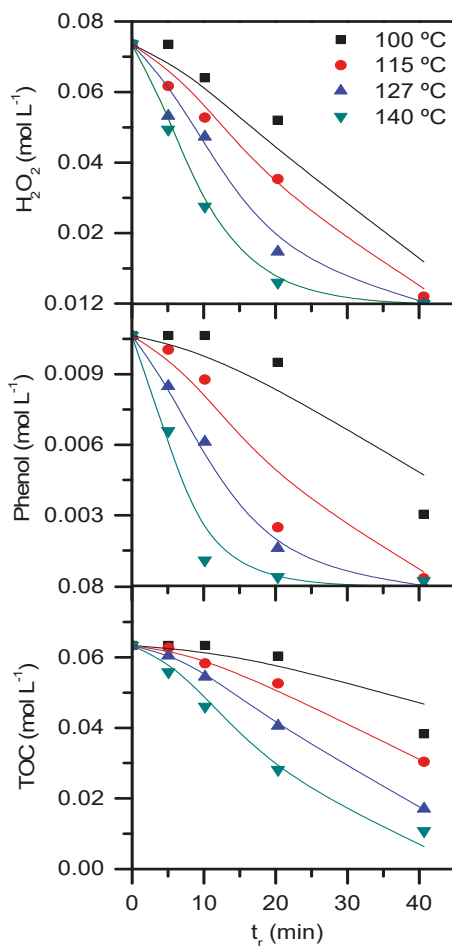 0.08
0.06
0.04
0.02
0.012
H₂O₂ (mol L⁻¹)
100 ºC
115 ºC
127 ºC
140 ºC
0.009
0.006
0.003
0.08
Phenol (mol L⁻¹)
0.06
0.04
0.02
0.00
TOC (mol L⁻¹)
0 10 20 30 40
tᵣ (min)